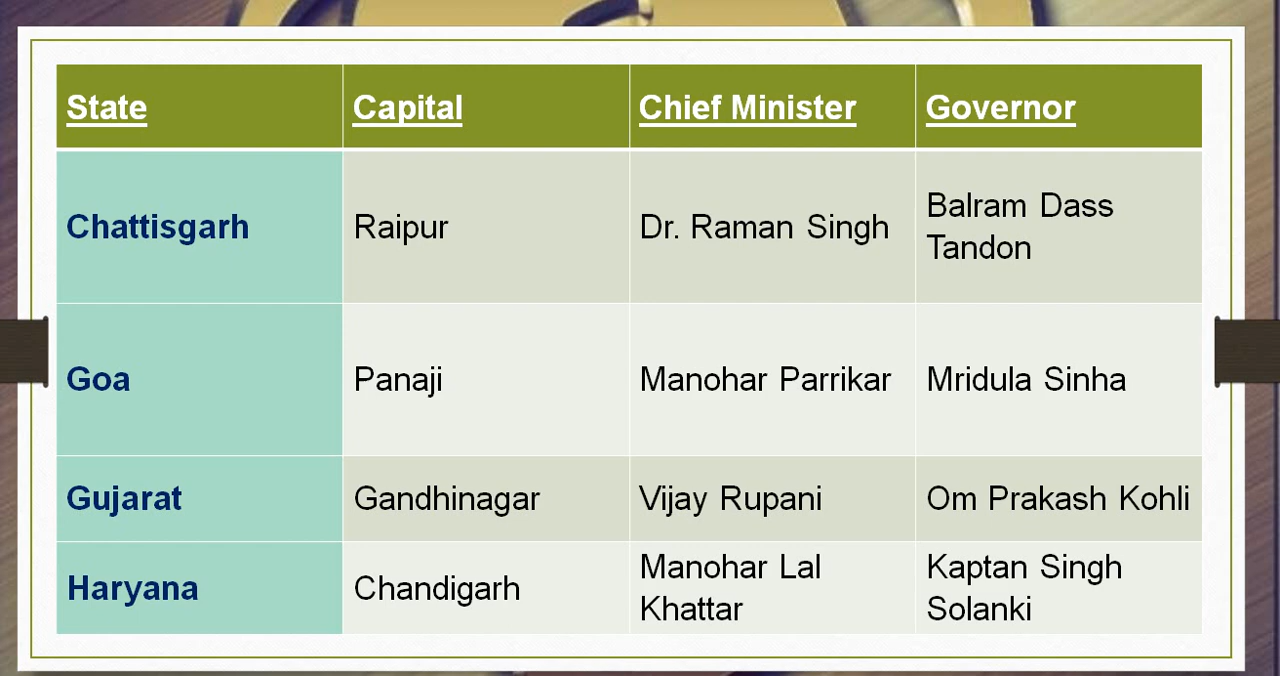 State Capital Chief Minister Governor
Chattisgarh Raipur Dr. Raman Singh Balram Dass
Tandon
Goa Panaji Manohar Parrikar Mridula Sinha
Gujarat Gandhinagar Vijay Rupani Om Prakash Kohli
Haryana Chandigarh Manohar Lal
Khattar Kaptan Singh
Solanki